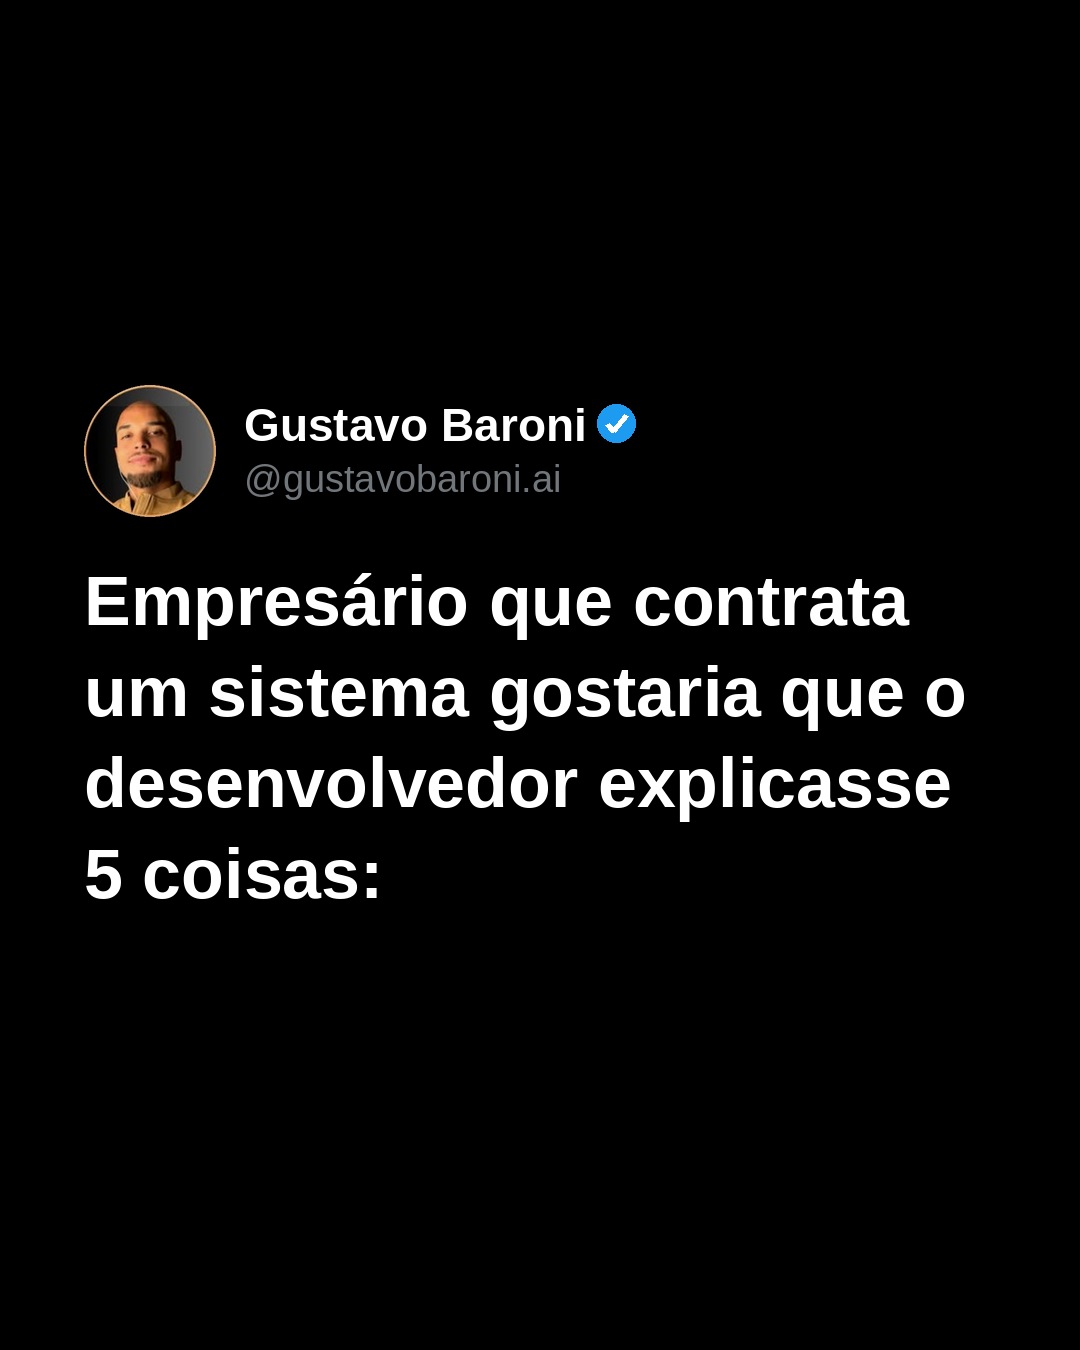 Gustavo Baroni
@gustavobaroni.ai
Empresário que contrata
um sistema gostaria que o
desenvolvedor explicasse
5 coisas: